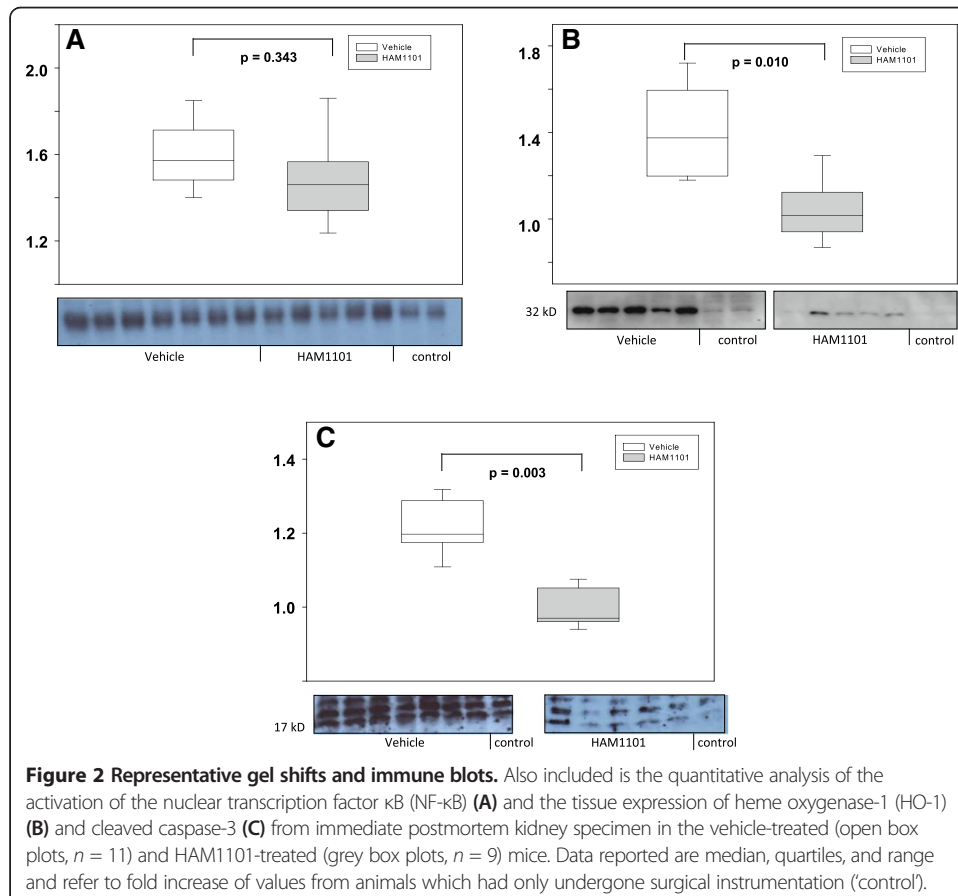 A
2.0
1.6
1.2
p = 0.343
Vehicle
HAM1101
Vehicle
HAM1101
control
B
1.8
1.4
1.0
p = 0.010
Vehicle
HAM1101
32 kD
Vehicle
control
HAM1101
control
C
1.4
1.2
1.0
p = 0.003
Vehicle
HAM1101
17 kD
Vehicle
control
HAM1101
control
Figure 2 Representative gel shifts and immune blots. Also included is the quantitative analysis of the
activation of the nuclear transcription factor κB (NF-κB) (A) and the tissue expression of heme oxygenase-1 (HO-1)
(B) and cleaved caspase-3 (C) from immediate postmortem kidney specimen in the vehicle-treated (open box
plots, n = 11) and HAM1101-treated (grey box plots, n = 9) mice. Data reported are median, quartiles, and range
and refer to fold increase of values from animals which had only undergone surgical instrumentation (‘control’).